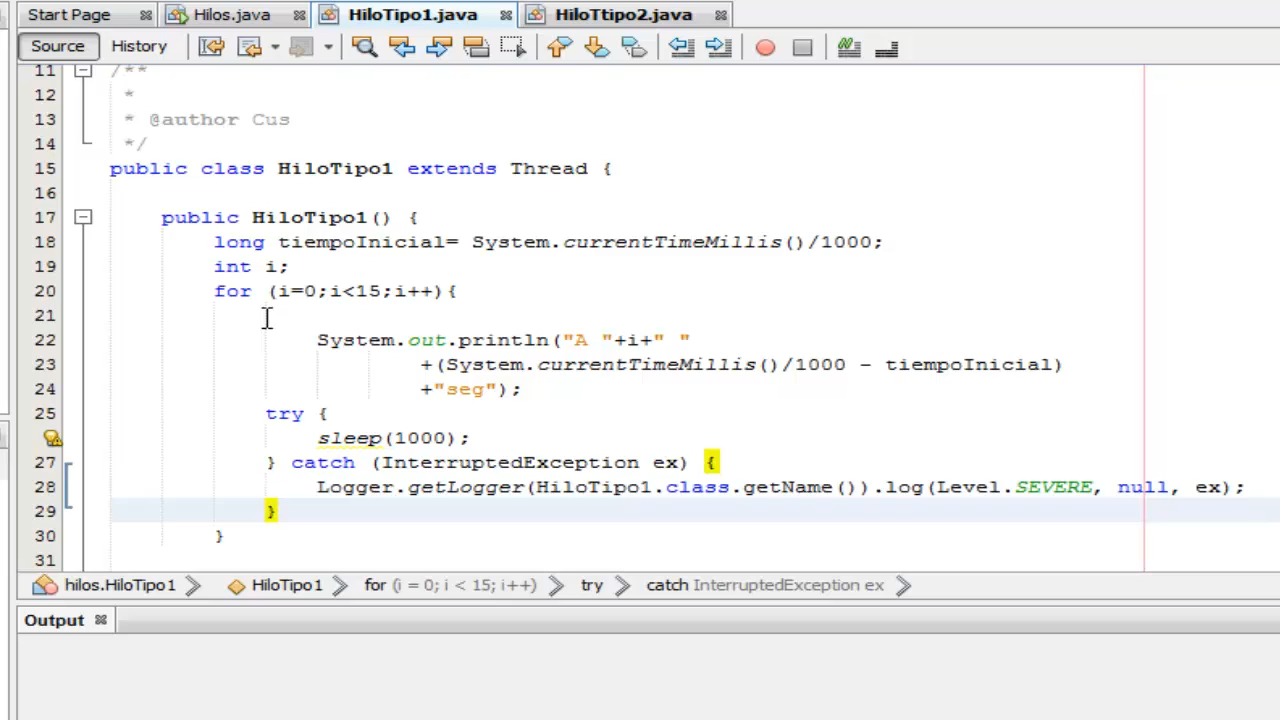 Start Page Hilos.java HiloTipo1.java HiloTtipo2.java
Source History
11 /**
12 *
13 * @author Cus
14 */
15 public class HiloTipo1 extends Thread {
16
17 public HiloTipo1() {
18 long tiempoInicial= System.currentTimeMillis()/1000;
19 int i;
20 for (i=0;i<15;i++){
21
22 System.out.println("A "+i+" "
23 +(System.currentTimeMillis()/1000 - tiempoInicial)
24 +"seg");
25 try {
sleep(1000);
27 } catch (InterruptedException ex) {
28 Logger.getLogger(HiloTipo1.class.getName()).log(Level.SEVERE, null, ex);
29 }
30 }
31
hilos.HiloTipo1 HiloTipo1 for (i = 0; i < 15; i++) try catch InterruptedException ex
Output